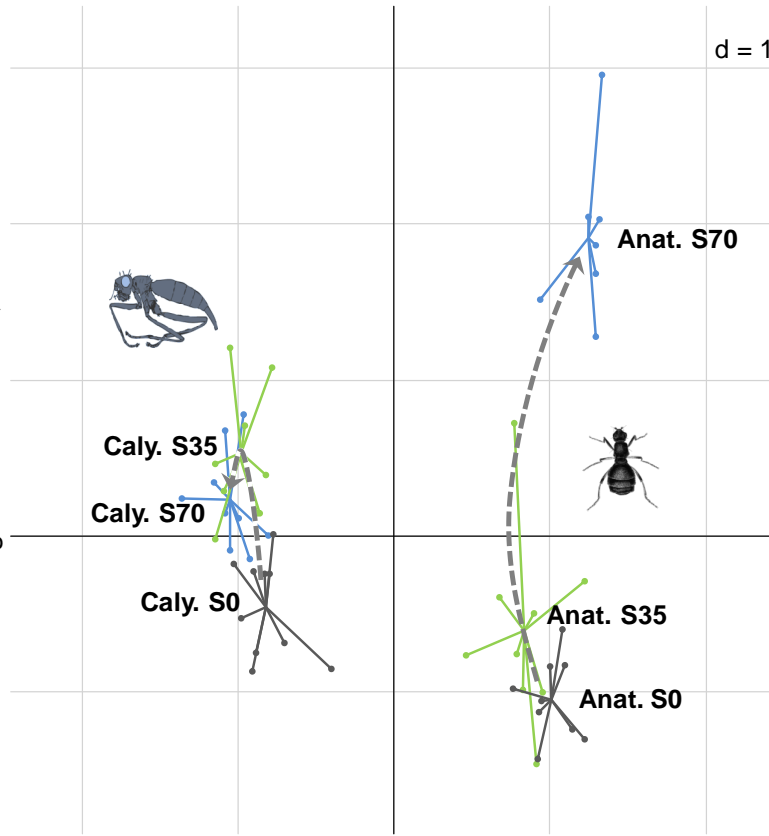 d = 1
Anat. S70
Caly. S35
Caly. S70
Caly. S0
Anat. S35
Anat. S0